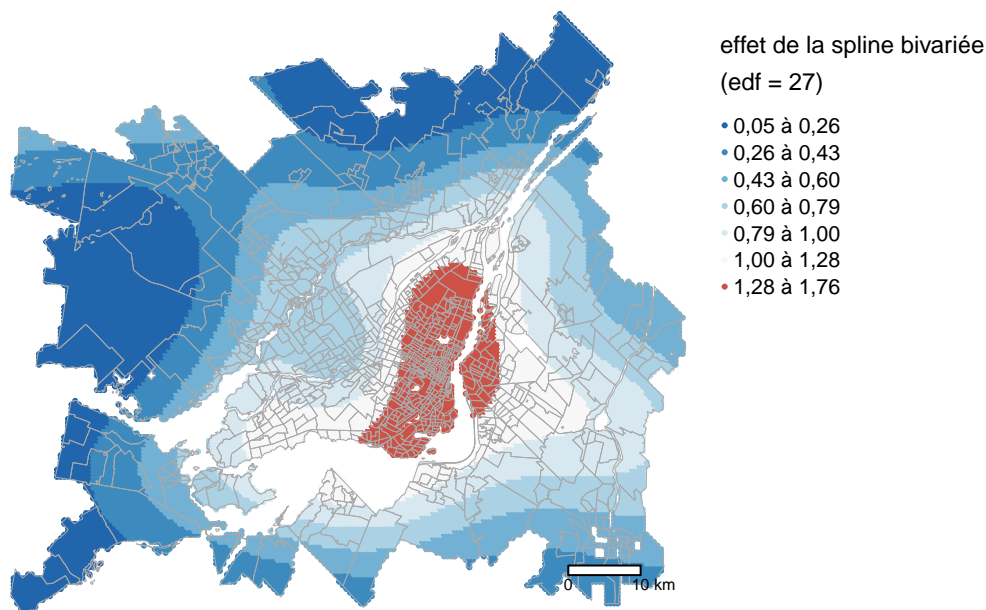 effet de la spline bivariée
(edf = 27)
0,05 à 0,26
0,26 à 0,43
0,43 à 0,60
0,60 à 0,79
0,79 à 1,00
1,00 à 1,28
1,28 à 1,76
0 10 km